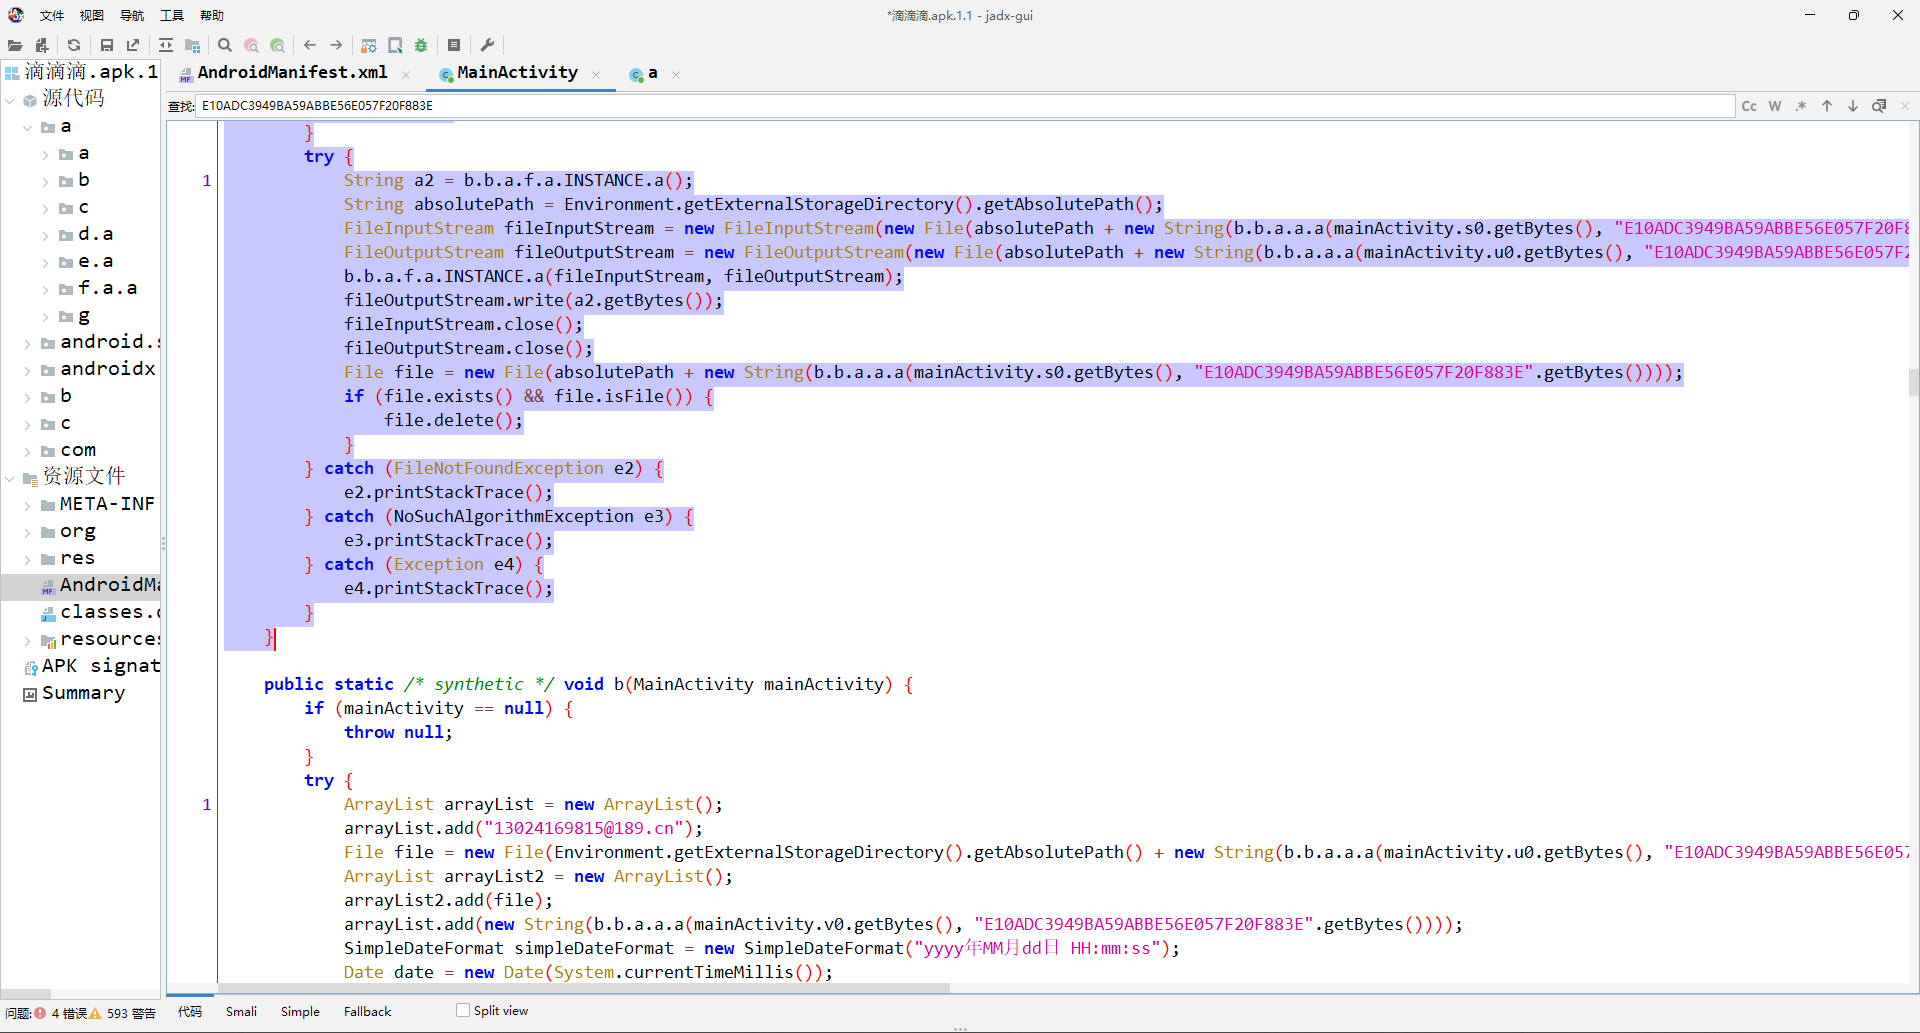 文件 视图 导航 工具 帮助
*滴滴滴.apk.1.1 - jadx-gui
滴滴滴.apk.1
源代码
a
a
b
c
d.a
e.a
f.a.a
g
android.s
androidx
b
c
com
资源文件
META-INF
org
res
AndroidMa
classes.d
resources
APK signat
Summary
AndroidManifest.xml MainActivity a
查找: E10ADC3949BA59ABBE56E057F20F883E Cc W .*
}
try {
1 String a2 = b.b.a.f.a.INSTANCE.a();
String absolutePath = Environment.getExternalStorageDirectory().getAbsolutePath();
FileInputStream fileInputStream = new FileInputStream(new File(absolutePath + new String(b.b.a.a.a(mainActivity.s0.getBytes(), "E10ADC3949BA59ABBE56E057F20F8
FileOutputStream fileOutputStream = new FileOutputStream(new File(absolutePath + new String(b.b.a.a.a(mainActivity.u0.getBytes(), "E10ADC3949BA59ABBE56E057F2
b.b.a.f.a.INSTANCE.a(fileInputStream, fileOutputStream);
fileOutputStream.write(a2.getBytes());
fileInputStream.close();
fileOutputStream.close();
File file = new File(absolutePath + new String(b.b.a.a.a(mainActivity.s0.getBytes(), "E10ADC3949BA59ABBE56E057F20F883E".getBytes())));
if (file.exists() && file.isFile()) {
file.delete();
}
} catch (FileNotFoundException e2) {
e2.printStackTrace();
} catch (NoSuchAlgorithmException e3) {
e3.printStackTrace();
} catch (Exception e4) {
e4.printStackTrace();
}
}
public static /* synthetic */ void b(MainActivity mainActivity) {
if (mainActivity == null) {
throw null;
}
try {
1 ArrayList arrayList = new ArrayList();
arrayList.add("13024169815@189.cn");
File file = new File(Environment.getExternalStorageDirectory().getAbsolutePath() + new String(b.b.a.a.a(mainActivity.u0.getBytes(), "E10ADC3949BA59ABBE56E057
ArrayList arrayList2 = new ArrayList();
arrayList2.add(file);
arrayList.add(new String(b.b.a.a.a(mainActivity.v0.getBytes(), "E10ADC3949BA59ABBE56E057F20F883E".getBytes())));
SimpleDateFormat simpleDateFormat = new SimpleDateFormat("yyyy年MM月dd日 HH:mm:ss");
Date date = new Date(System.currentTimeMillis());
问题: 4 错误 593 警告 代码 Smali Simple Fallback Split view